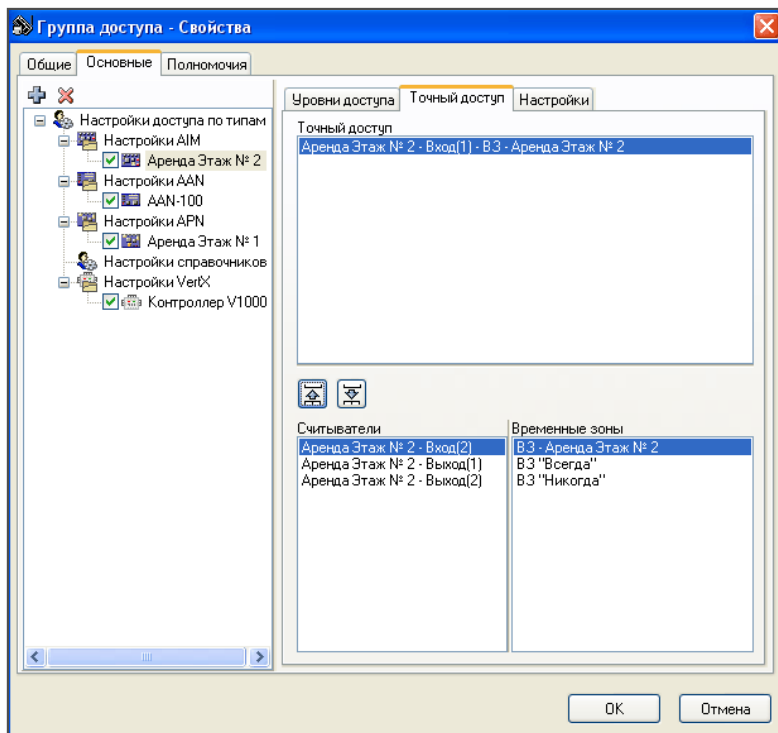 Группа доступа - Свойства
Общие Основные Полномочия
Настройки доступа по типам
Настройки AIM
Аренда Этаж № 2
Настройки AAN
AAN-100
Настройки APN
Аренда Этаж № 1
Настройки справочников
Настройки VertX
Контроллер V1000
Уровни доступа Точный доступ Настройки
Точный доступ
Аренда Этаж № 2 - Вход(1) - ВЗ - Аренда Этаж № 2
Считыватели
Аренда Этаж № 2 - Вход(2)
Аренда Этаж № 2 - Выход(1)
Аренда Этаж № 2 - Выход(2)
Временные зоны
ВЗ - Аренда Этаж № 2
ВЗ "Всегда"
ВЗ "Никогда"
OK Отмена